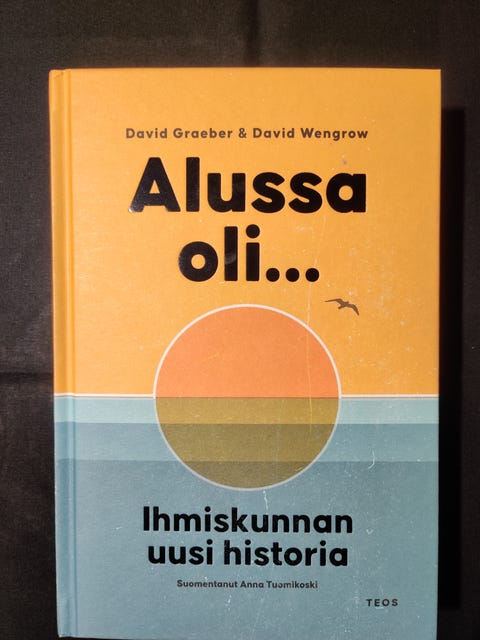 David Graeber & David Wengrow
Alussa
oli...
Ihmiskunnan
uusi historia
Suomentanut Anna Tuomikoski
TEOS